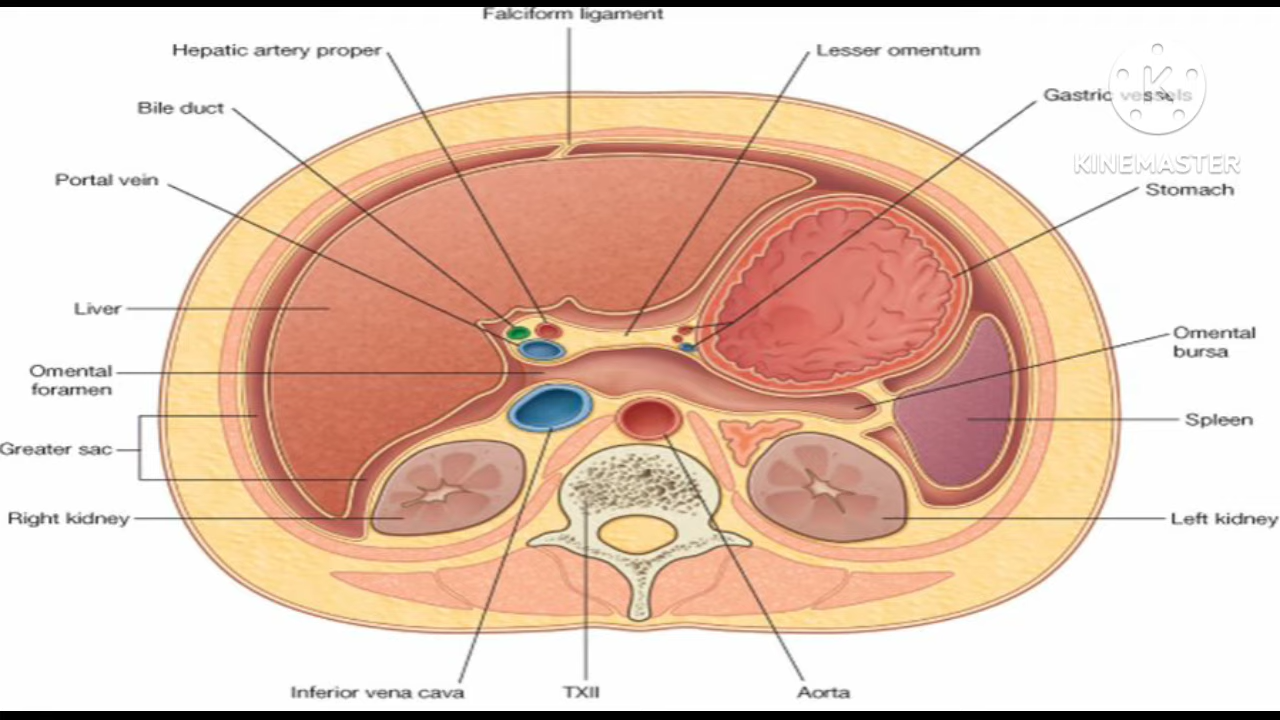 Falciform ligament
Hepatic artery proper
Lesser omentum
Bile duct
Gastric vessels
KINEMASTER
Portal vein
Stomach
Liver
Omental
bursa
Omental
foramen
Spleen
Greater sac
Right kidney
Left kidney
Inferior vena cava
TXII
Aorta